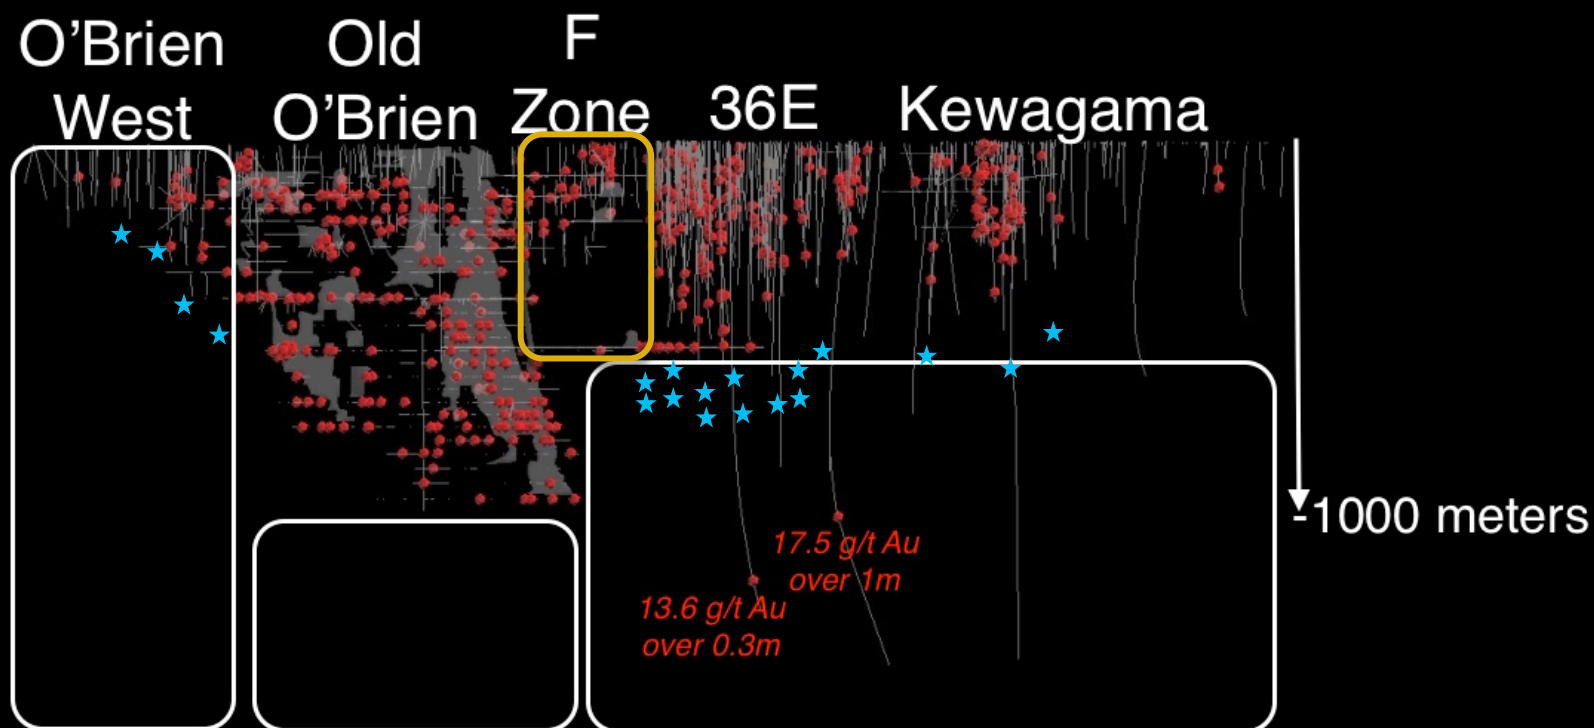 O'Brien
West
Old
O'Brien
F
Zone
36E
Kewagama
-1000 meters
17.5 g/t Au
over 1m
13.6 g/t Au
over 0.3m